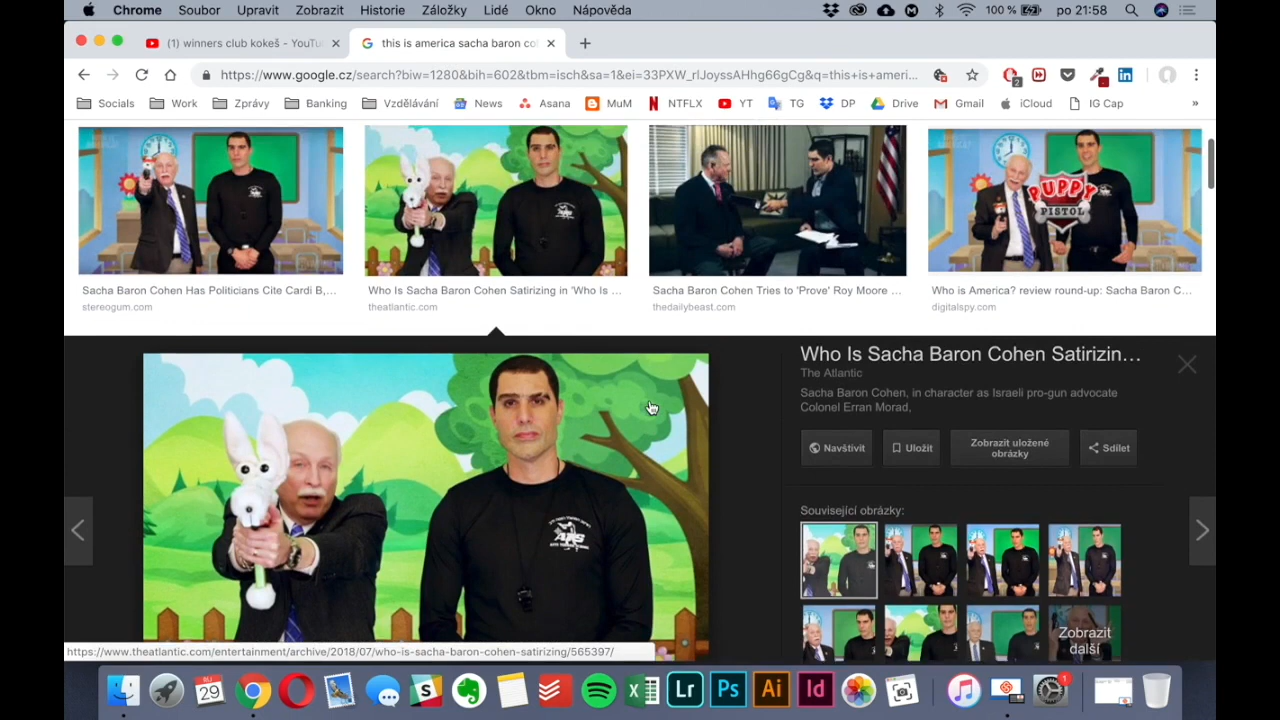 Chrome Soubor Upravit Zobrazit Historie Záložky Lidé Okno Nápověda 100 % po 21:58
(1) winners club kokeš - YouTu
this is america sacha baron co
https://www.google.cz/search?biw=1280&bih=602&tbm=isch&sa=1&ei=33PXW_rIJoyssAHhg66gCg&q=this+is+ameri...
2
Socials Work Zprávy Banking Vzdělávání News Asana MuM NETFLX YT TG DP Drive Gmail iCloud IG Cap »
PUPPY
PISTOL
Sacha Baron Cohen Has Politicians Cite Cardi B,...
stereogum.com
Who Is Sacha Baron Cohen Satirizing in 'Who Is ...
theatlantic.com
Sacha Baron Cohen Tries to 'Prove' Roy Moore ...
thedailybeast.com
Who is America? review round-up: Sacha Baron C...
digitalspy.com
Who Is Sacha Baron Cohen Satirizin...
The Atlantic
Sacha Baron Cohen, in character as Israeli pro-gun advocate
Colonel Erran Morad,
Navštívit
Uložit
Zobrazit uložené
obrázky
Sdílet
Související obrázky:
Zobrazit
další
https://www.theatlantic.com/entertainment/archive/2018/07/who-is-sacha-baron-cohen-satirizing/565397/
29
Lr Ps Ai Id
1